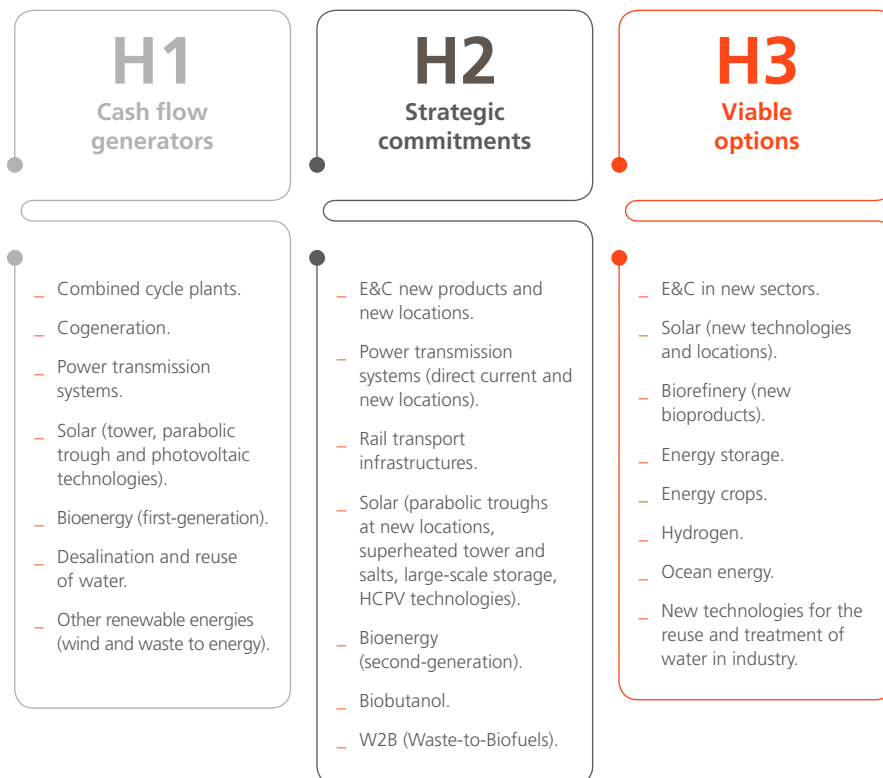 H1
Cash flow
generators
_ Combined cycle plants.
_ Cogeneration.
_ Power transmission
systems.
_ Solar (tower, parabolic
trough and photovoltaic
technologies).
_ Bioenergy (first-generation).
_ Desalination and reuse
of water.
_ Other renewable energies
(wind and waste to energy).
H2
Strategic
commitments
_ E&C new products and
new locations.
_ Power transmission
systems (direct current and
new locations).
_ Rail transport
infrastructures.
_ Solar (parabolic troughs
at new locations,
superheated tower and
salts, large-scale storage,
HCPV technologies).
_ Bioenergy
(second-generation).
_ Biobutanol.
_ W2B (Waste-to-Biofuels).
H3
Viable
options
_ E&C in new sectors.
_ Solar (new technologies
and locations).
_ Biorefinery (new
bioproducts).
_ Energy storage.
_ Energy crops.
_ Hydrogen.
_ Ocean energy.
_ New technologies for the
reuse and treatment of
water in industry.